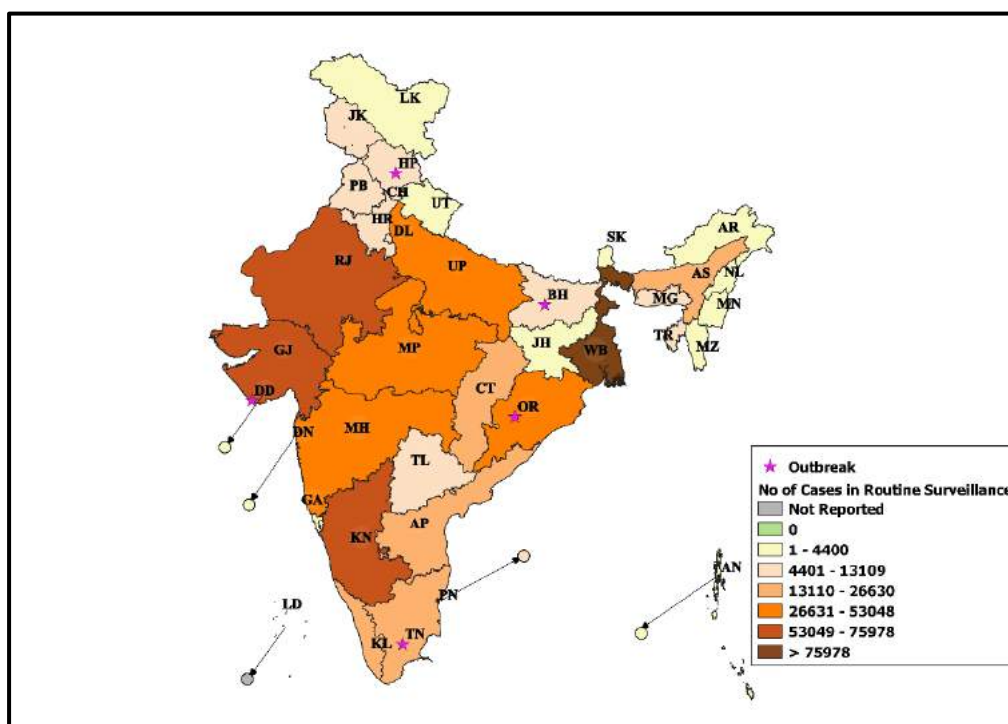 LK
JK
HP
PB
CH
UT
HR
DL
AR
SK
RJ
UP
AS
NL
BH
MG
MN
TR
JH
MZ
GJ
MP
WB
CT
DD
OR
DN
MH
TL
GA
AP
KN
AN
PN
LD
KL
TN
Outbreak
No of Cases in Routine Surveillance
Not Reported
0
1 - 4400
4401 - 13109
13110 - 26630
26631 - 53048
53049 - 75978
> 75978